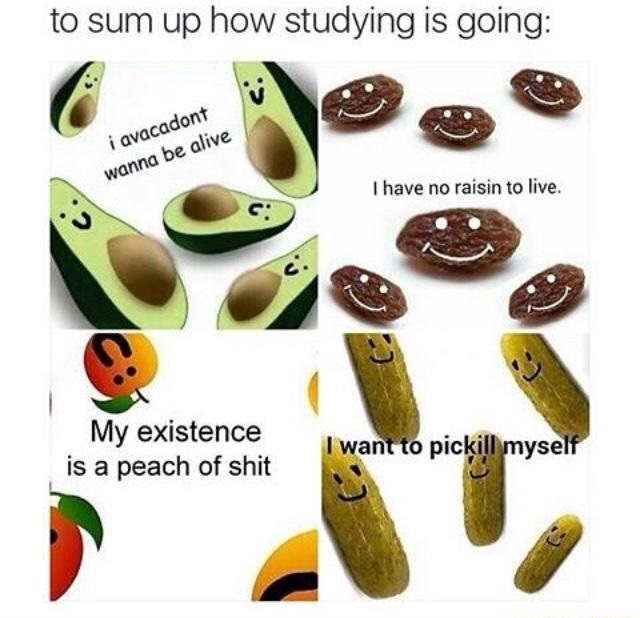 to sum up how studying is going:
i avacadont
wanna be alive
I have no raisin to live.
My existence
is a peach of shit
I want to pickill myself